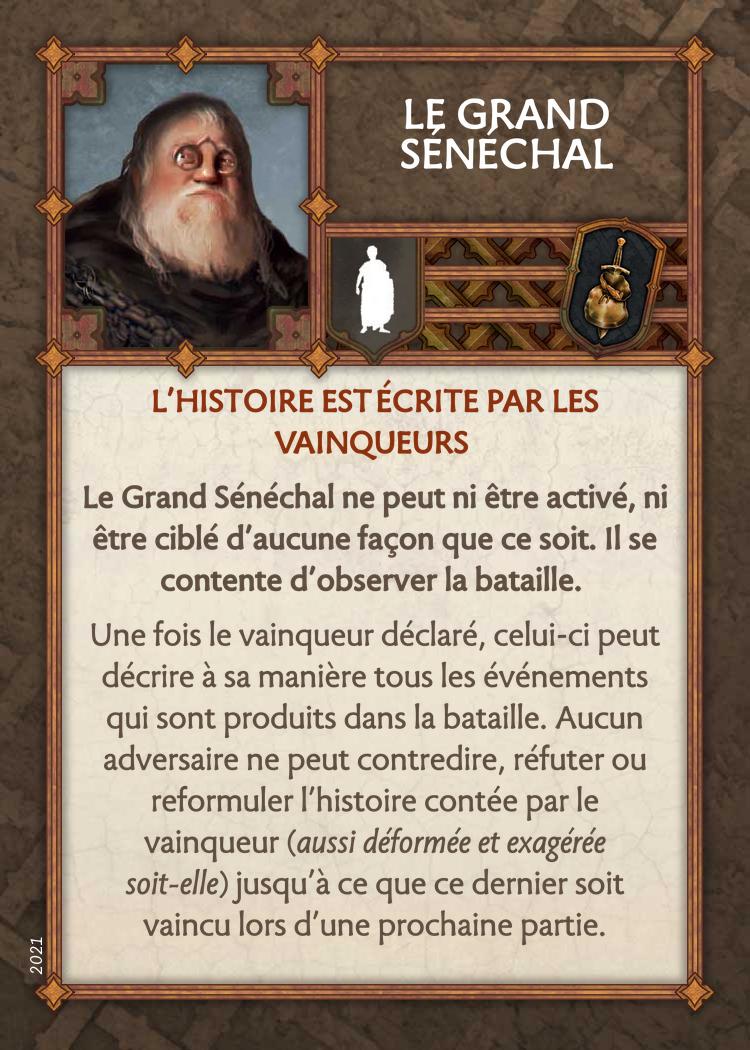 LE GRAND
SÉNÉCHAL
L'HISTOIRE EST ÉCRITE PAR LES
VAINQUEURS
Le Grand Sénéchal ne peut ni être activé, ni
être ciblé d'aucune façon que ce soit. Il se
contente d'observer la bataille.
Une fois le vainqueur déclaré, celui-ci peut
décrire à sa manière tous les événements
qui sont produits dans la bataille. Aucun
adversaire ne peut contredire, réfuter ou
reformuler l'histoire contée par le
vainqueur (aussi déformée et exagérée
soit-elle) jusqu'à ce que ce dernier soit
vaincu lors d'une prochaine partie.
2021